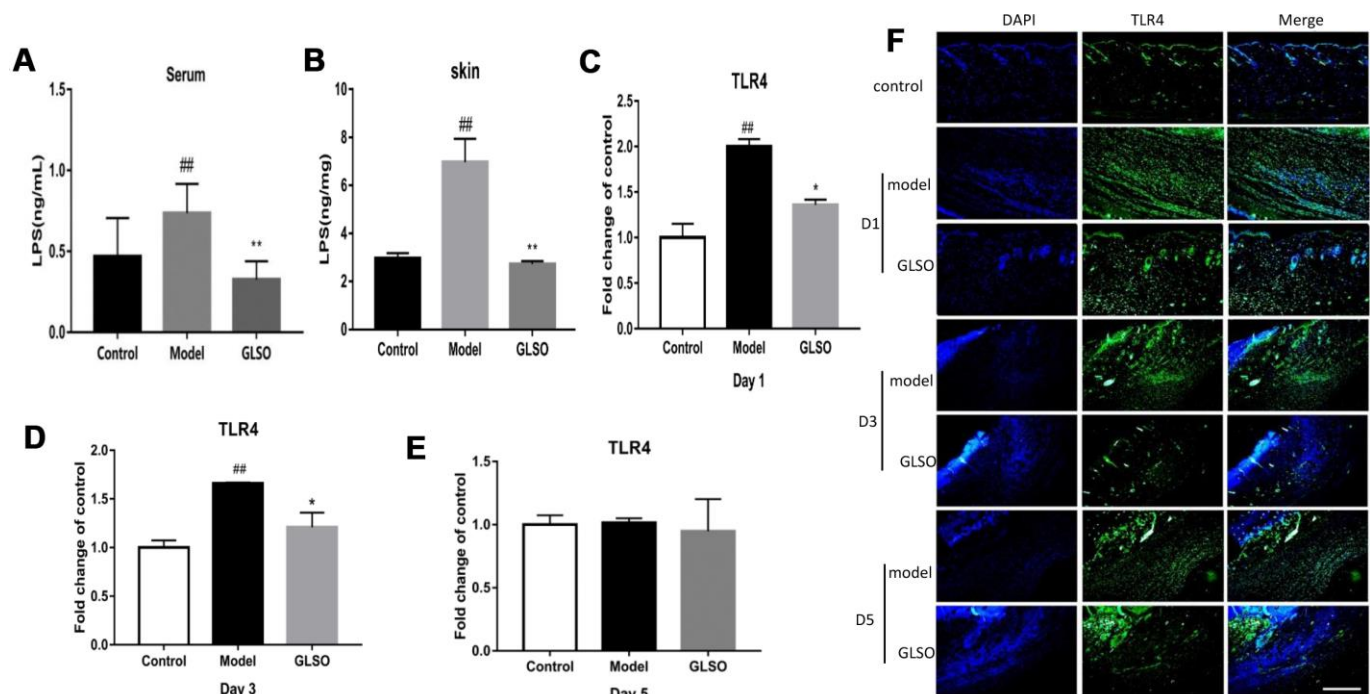 A
Serum
LPS(ng/mL)
1.5
1.0
0.5
0.0
##
**
Control Model GLSO
B
skin
LPS(ng/mg)
10
8
6
4
2
0
##
**
Control Model GLSO
C
TLR4
Fold change of control
2.5
2.0
1.5
1.0
0.5
0.0
##
*
Control Model GLSO
Day 1
D
TLR4
Fold change of control
2.0
1.5
1.0
0.5
0.0
##
*
Control Model GLSO
Day 3
E
TLR4
Fold change of control
1.5
1.0
0.5
0.0
Control Model GLSO
Day 5
F
DAPI TLR4 Merge
control
D1
model
GLSO
D3
model
GLSO
D5
model
GLSO